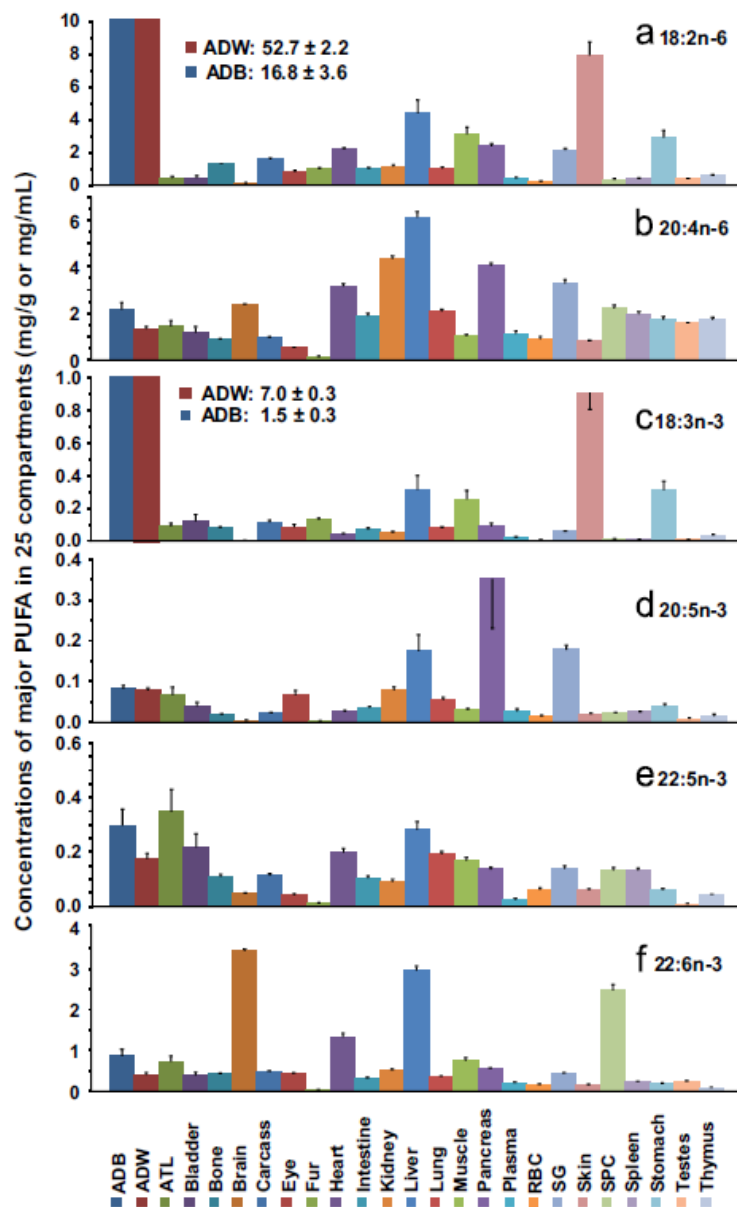 Concentrations of major PUFA in 25 compartments (mg/g or mg/mL)
10
8
6
4
2
0
ADW: 52.7 ± 2.2
ADB: 16.8 ± 3.6
a 18:2n-6
6
4
2
0
b 20:4n-6
1.0
0.8
0.6
0.4
0.2
0.0
ADW: 7.0 ± 0.3
ADB: 1.5 ± 0.3
c 18:3n-3
0.4
0.3
0.2
0.1
0.0
d 20:5n-3
0.6
0.4
0.2
0.0
e 22:5n-3
4
3
2
1
0
f 22:6n-3
ADB
ADW
ATL
Bladder
Bone
Brain
Carcass
Eye
Fur
Heart
Intestine
Kidney
Liver
Lung
Muscle
Pancreas
Plasma
RBC
SG
Skin
SPC
Spleen
Stomach
Testes
Thymus